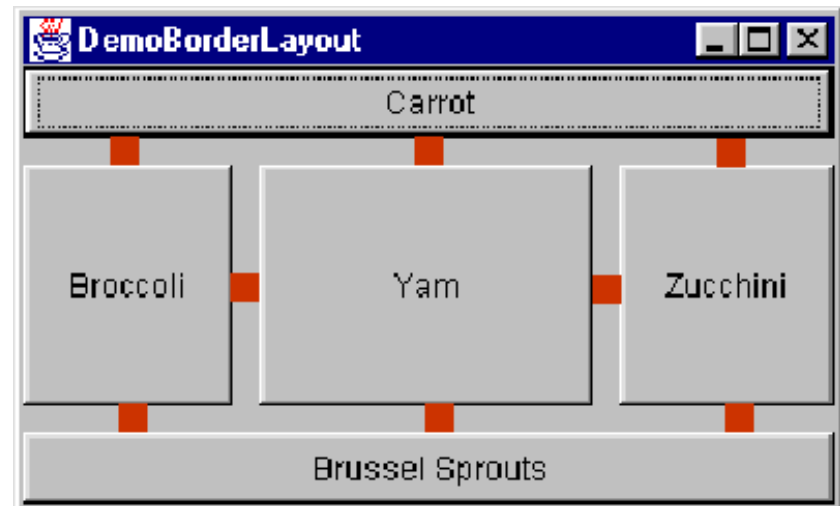 DemoBorderLayout
Carrot
Broccoli
Yam
Zucchini
Brussel Sprouts